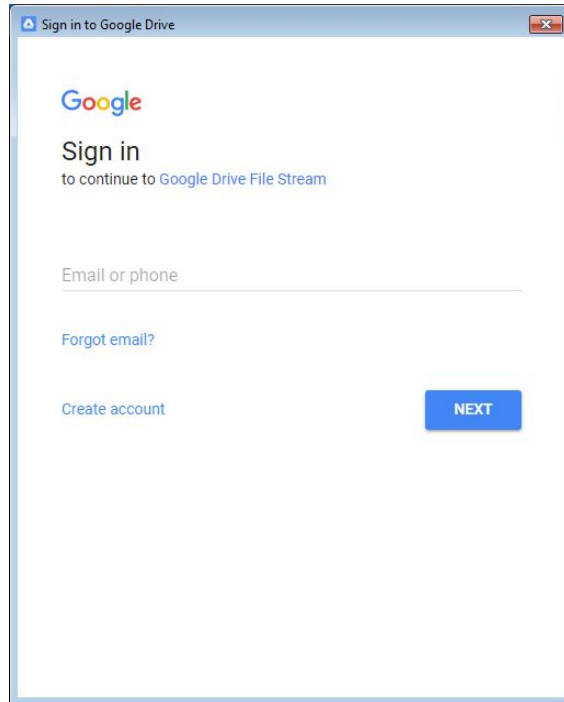 Sign in to Google Drive
Google
Sign in
to continue to Google Drive File Stream
Email or phone
Forgot email?
Create account
NEXT